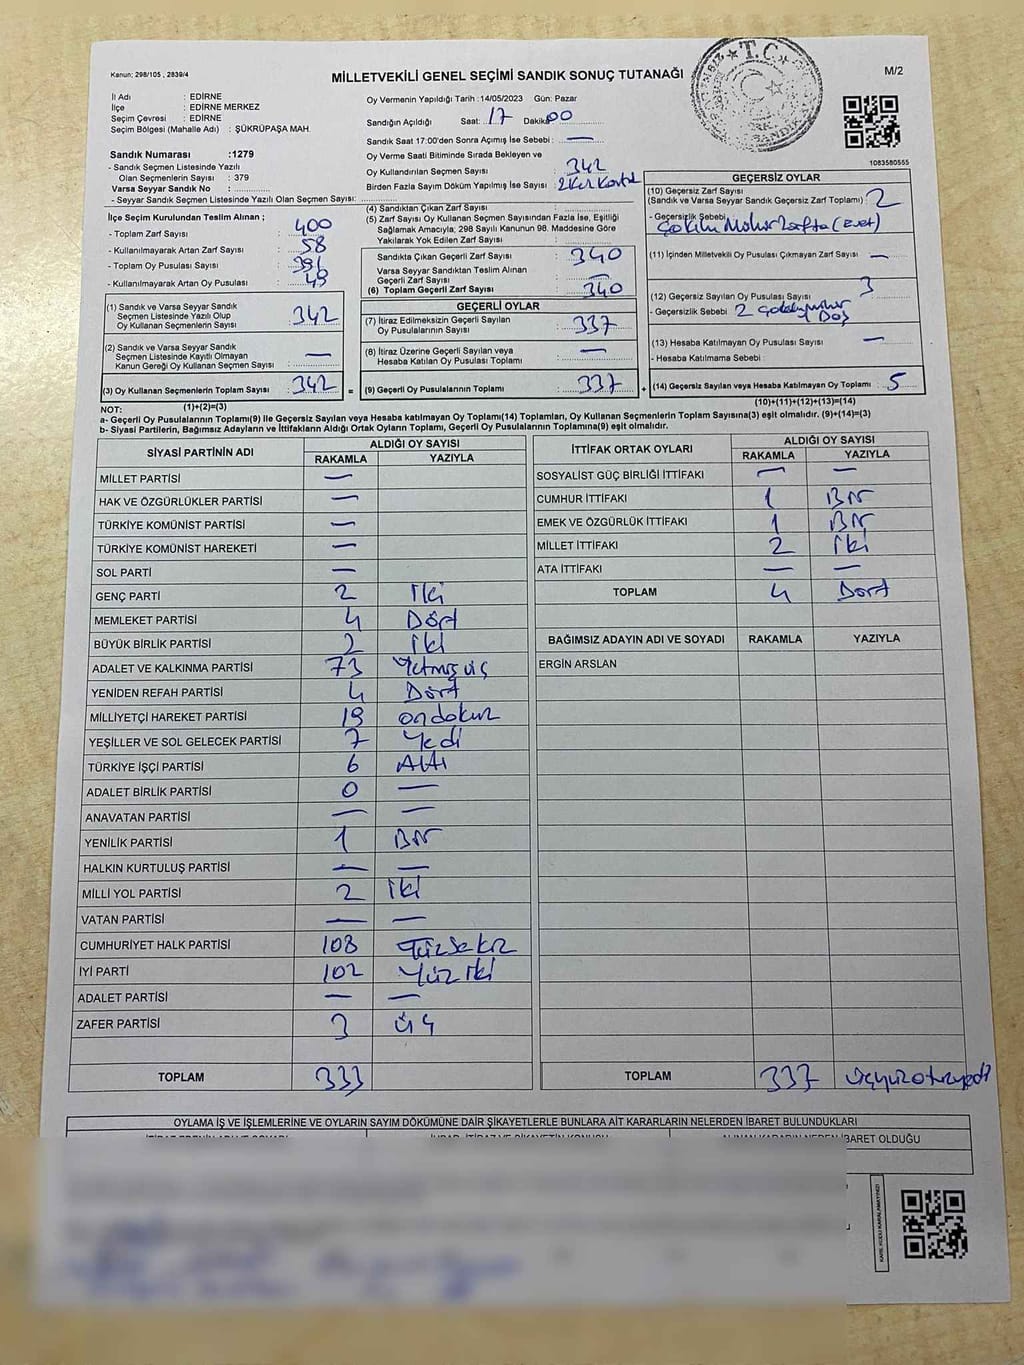 Kanun: 298/105 , 2839/4
MİLLETVEKİLİ GENEL SEÇİMİ SANDIK SONUÇ TUTANAĞI
T.C.
M/2
İl Adı : EDİRNE
İlçe : EDİRNE MERKEZ
Seçim Çevresi : EDİRNE
Seçim Bölgesi (Mahalle Adı) : ŞÜKRÜPAŞA MAH.
Oy Vermenin Yapıldığı Tarih :14/05/2023 Gün: Pazar
Sandığın Açıldığı Saat: 17 Dakika 00
Sandık Saat 17:00'den Sonra Açımış İse Sebebi : —
Oy Verme Saati Bitiminde Sırada Bekleyen ve
Oy Kullandırılan Seçmen Sayısı 342
Birden Fazla Sayım Döküm Yapılmış İse Sayısı : 2 Kez
1083580555
Sandık Numarası :1279
- Sandık Seçmen Listesinde Yazılı
Olan Seçmenlerin Sayısı : 379
Varsa Seyyar Sandık No :
- Seyyar Sandık Seçmen Listesinde Yazılı Olan Seçmen Sayısı:
İlçe Seçim Kurulundan Teslim Alınan ;
- Toplam Zarf Sayısı : 400
- Kullanılmayarak Artan Zarf Sayısı : 58
- Toplam Oy Pusulası Sayısı : 391
- Kullanılmayarak Artan Oy Pusulası : 49
(1) Sandık ve Varsa Seyyar Sandık
Seçmen Listesinde Yazılı Olup
Oy Kullanan Seçmenlerin Sayısı : 342
(2) Sandık ve Seyyar Sandık
Seçmen Listesinde Kayıtlı Olmayan
Kanun Gereği Oy Kullanan Seçmen Sayısı : —
(3) Oy Kullanan Seçmenlerin Toplam Sayısı : 342 =
(1)+(2)=(3)
(4) Sandıktan Çıkan Zarf Sayısı :
(5) Zarf Sayısı Oy Kullanan Seçmen Sayısından Fazla İse, Eşitliği
Sağlamak Amacıyla; 298 Sayılı Kanunun 98. Maddesine Göre
Yakılarak Yok Edilen Zarf Sayısı :
Sandıkta Çıkan Geçerli Zarf Sayısı : 340
Varsa Seyyar Sandıktan Teslim Alınan
Geçerli Zarf Sayısı : —
(6) Toplam Geçerli Zarf Sayısı : 340
GEÇERLİ OYLAR
(7) İtiraz Edilmeksizin Geçerli Sayılan
Oy Pusulalarının Sayısı : 337
(8) İtiraz Üzerine Geçerli Sayılan veya
Hesaba Katılan Oy Pusulası Toplamı : —
(9) Geçerli Oy Pusulalarının Toplamı : 337 +
GEÇERSİZ OYLAR
(10) Geçersiz Zarf Sayısı
(Sandık ve Varsa Seyyar Sandık Geçersiz Zarf Toplamı) : 2
- Geçersizlik Sebebi
Mühür Zarfta (Evet)
(11) İçinden Milletvekili Oy Pusulası Çıkmayan Zarf Sayısı : —
(12) Geçersiz Sayılan Oy Pusulası Sayısı : 3
- Geçersizlik Sebebi 2
1 Boş
(13) Hesaba Katılmayan Oy Pusulası Sayısı : —
- Hesaba Katılmama Sebebi :
(14) Geçersiz Sayılan veya Hesaba Katılmayan Oy Toplamı : 5
(10)+(11)+(12)+(13)=(14)
NOT:
a- Geçerli Oy Pusulalarının Toplamı(9) ile Geçersiz Sayılan veya Hesaba katılmayan Oy Toplamı(14) Toplamları, Oy Kullanan Seçmenlerin Toplam Sayısına(3) eşit olmalıdır. (9)+(14)=(3)
b- Siyasi Partilerin, Bağımsız Adayların ve İttifakların Aldığı Ortak Oyların Toplamı, Geçerli Oy Pusulalarının Toplamına(9) eşit olmalıdır.
SİYASİ PARTİNİN ADI ALDIĞI OY SAYISI
RAKAMLA YAZIYLA
MİLLET PARTİSİ —
HAK VE ÖZGÜRLÜKLER PARTİSİ —
TÜRKİYE KOMÜNİST PARTİSİ —
TÜRKİYE KOMÜNİST HAREKETİ —
SOL PARTİ —
GENÇ PARTİ 2 iki
MEMLEKET PARTİSİ 4 Dört
BÜYÜK BİRLİK PARTİSİ 2 iki
ADALET VE KALKINMA PARTİSİ 73 Yetmiş üç
YENİDEN REFAH PARTİSİ 4 Dört
MİLLİYETÇİ HAREKET PARTİSİ 19 ondokuz
YEŞİLLER VE SOL GELECEK PARTİSİ 7 Yedi
TÜRKİYE İŞÇİ PARTİSİ 6 Altı
ADALET BİRLİK PARTİSİ 0 —
ANAVATAN PARTİSİ — —
YENİLİK PARTİSİ 1 Bir
HALKIN KURTULUŞ PARTİSİ — —
MİLLİ YOL PARTİSİ 2 iki
VATAN PARTİSİ — —
CUMHURİYET HALK PARTİSİ 108 Yüzsekiz
İYİ PARTİ 102 Yüz iki
ADALET PARTİSİ — —
ZAFER PARTİSİ 3 üç
TOPLAM 333
İTTİFAK ORTAK OYLARI ALDIĞI OY SAYISI
RAKAMLA YAZIYLA
SOSYALİST GÜÇ BİRLİĞİ İTTİFAKI — —
CUMHUR İTTİFAKI 1 Bir
EMEK VE ÖZGÜRLÜK İTTİFAKI 1 Bir
MİLLET İTTİFAKI 2 iki
ATA İTTİFAKI — —
TOPLAM 4 Dört
BAĞIMSIZ ADAYIN ADI VE SOYADI RAKAMLA YAZIYLA
ERGİN ARSLAN
TOPLAM 337 üçyüzotuzyedi
OYLAMA İŞ VE İŞLEMLERİNE VE OYLARIN SAYIM DÖKÜMÜNE DAİR ŞİKAYETLERLE BUNLARA AİT KARARLARIN NELERDEN İBARET BULUNDUKLARI
İBARET OLDUĞU
KARE KODU KARALAMAYINIZ!